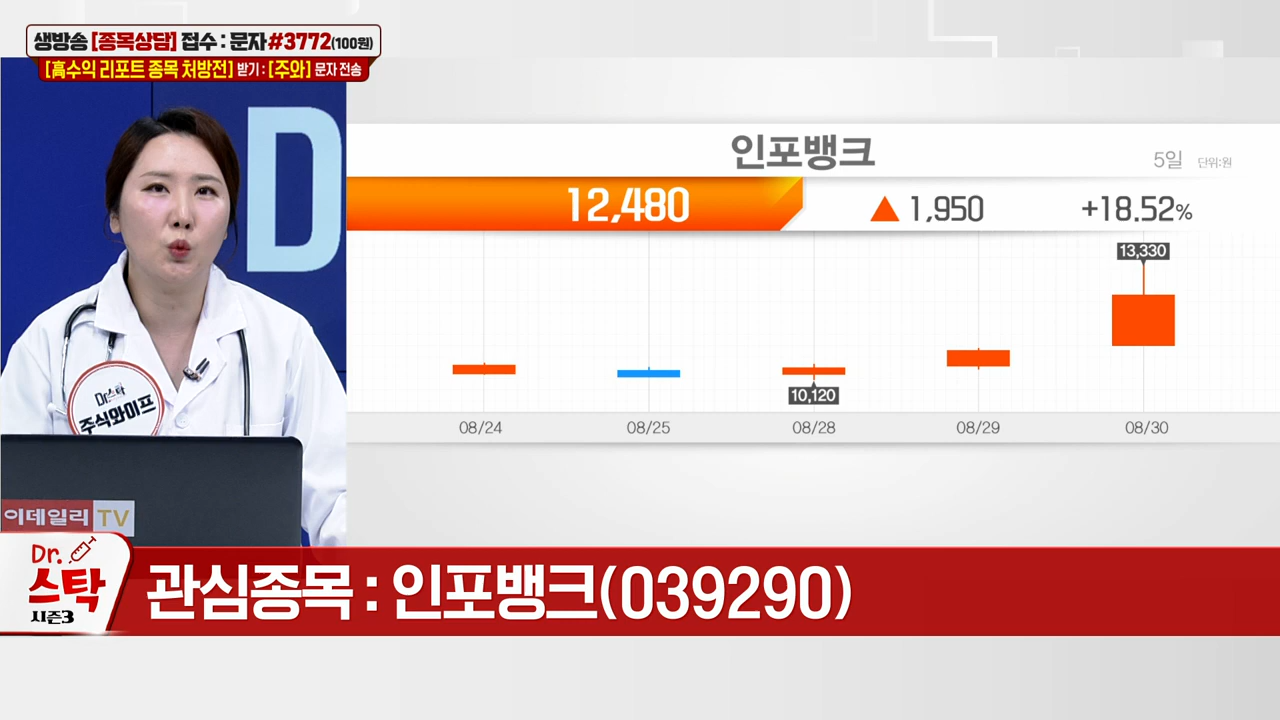 생방송 [종목상담] 접수 : 문자 #3772(100원)
[高수익 리포트 종목 처방전] 받기 : [주와] 문자 전송
D
인포뱅크
5일 단위:원
12,480 ▲ 1,950 +18.52%
13,330
10,120
08/24 08/25 08/28 08/29 08/30
Dr.스탁
주식와이프
이데일리 TV
Dr.
스탁
시즌3
관심종목 : 인포뱅크(039290)